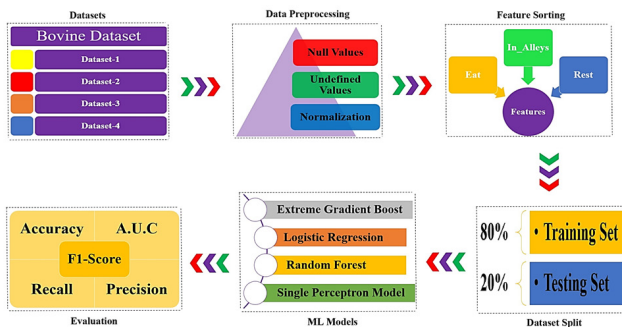 Datasets
Bovine Dataset
Dataset-1
Dataset-2
Dataset-3
Dataset-4
Data Preprocessing
Null Values
Undefined
Values
Normalization
Feature Sorting
In_Alleys
Eat
Rest
Features
80%
• Training Set
20%
• Testing Set
Dataset Split
Extreme Gradient Boost
Logistic Regression
Random Forest
Single Perceptron Model
ML Models
Accuracy
A.U.C
F1-Score
Recall
Precision
Evaluation